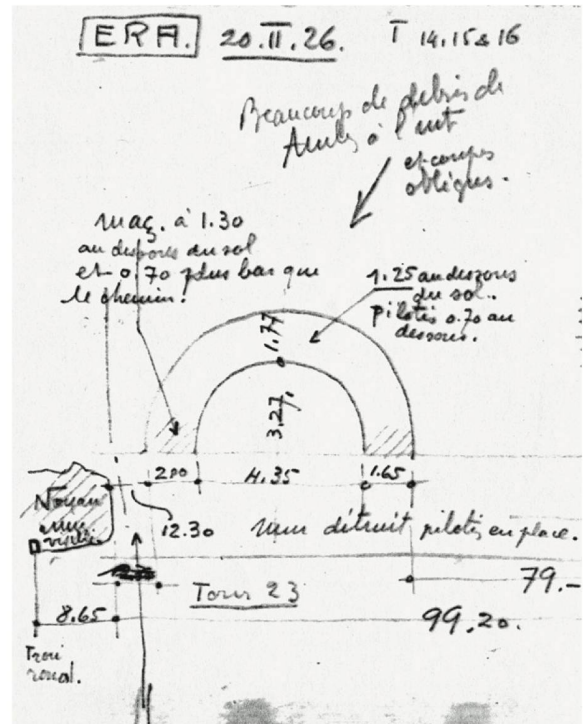 ERA. 20.II.26. T 14.15 & 16
Beaucoup de debris de
à l'
et coupes
obliques.
maç. à 1.30
au dessous du sol
et 0.70 plus bas que
le chemin.
1.25 au dessous
du sol.
pilotis 0.70 au
dessous.
1.77
3.27
2.00 4.35 1.65
Noyau
12.30 Mur détruit pilotis en place.
Tour 23 79.-
8.65 99.20.